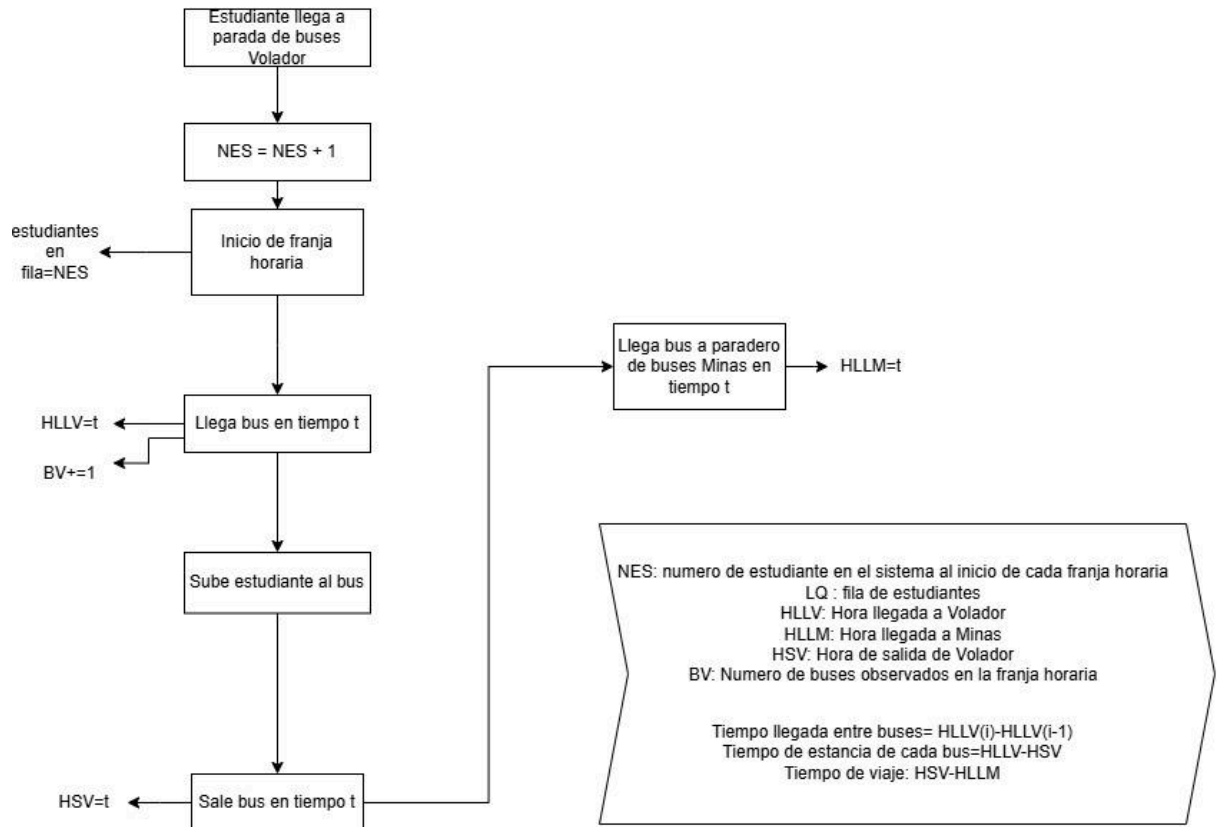 Estudiante llega a
parada de buses
Volador
NES = NES + 1
estudiantes
en
fila=NES
Inicio de franja
horaria
Llega bus a paradero
de buses Minas en
tiempo t
HLLM=t
HLLV=t
Llega bus en tiempo t
BV+=1
Sube estudiante al bus
NES: numero de estudiante en el sistema al inicio de cada franja horaria
LQ : fila de estudiantes
HLLV: Hora llegada a Volador
HLLM: Hora llegada a Minas
HSV: Hora de salida de Volador
BV: Numero de buses observados en la franja horaria
Tiempo llegada entre buses= HLLV(i)-HLLV(i-1)
Tiempo de estancia de cada bus=HLLV-HSV
Tiempo de viaje: HSV-HLLM
HSV=t
Sale bus en tiempo t